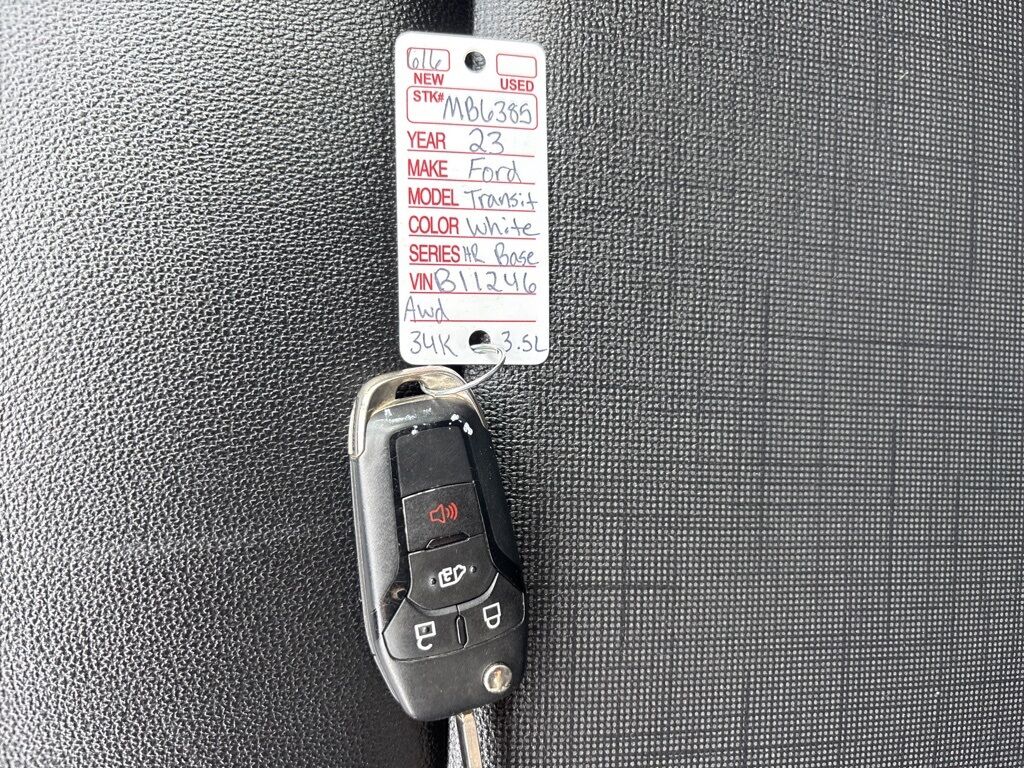 616
NEW USED
STK# MB6385
YEAR 23
MAKE Ford
MODEL Transit
COLOR White
SERIES HR Base
VIN B11246
Awd
34K 3.5L